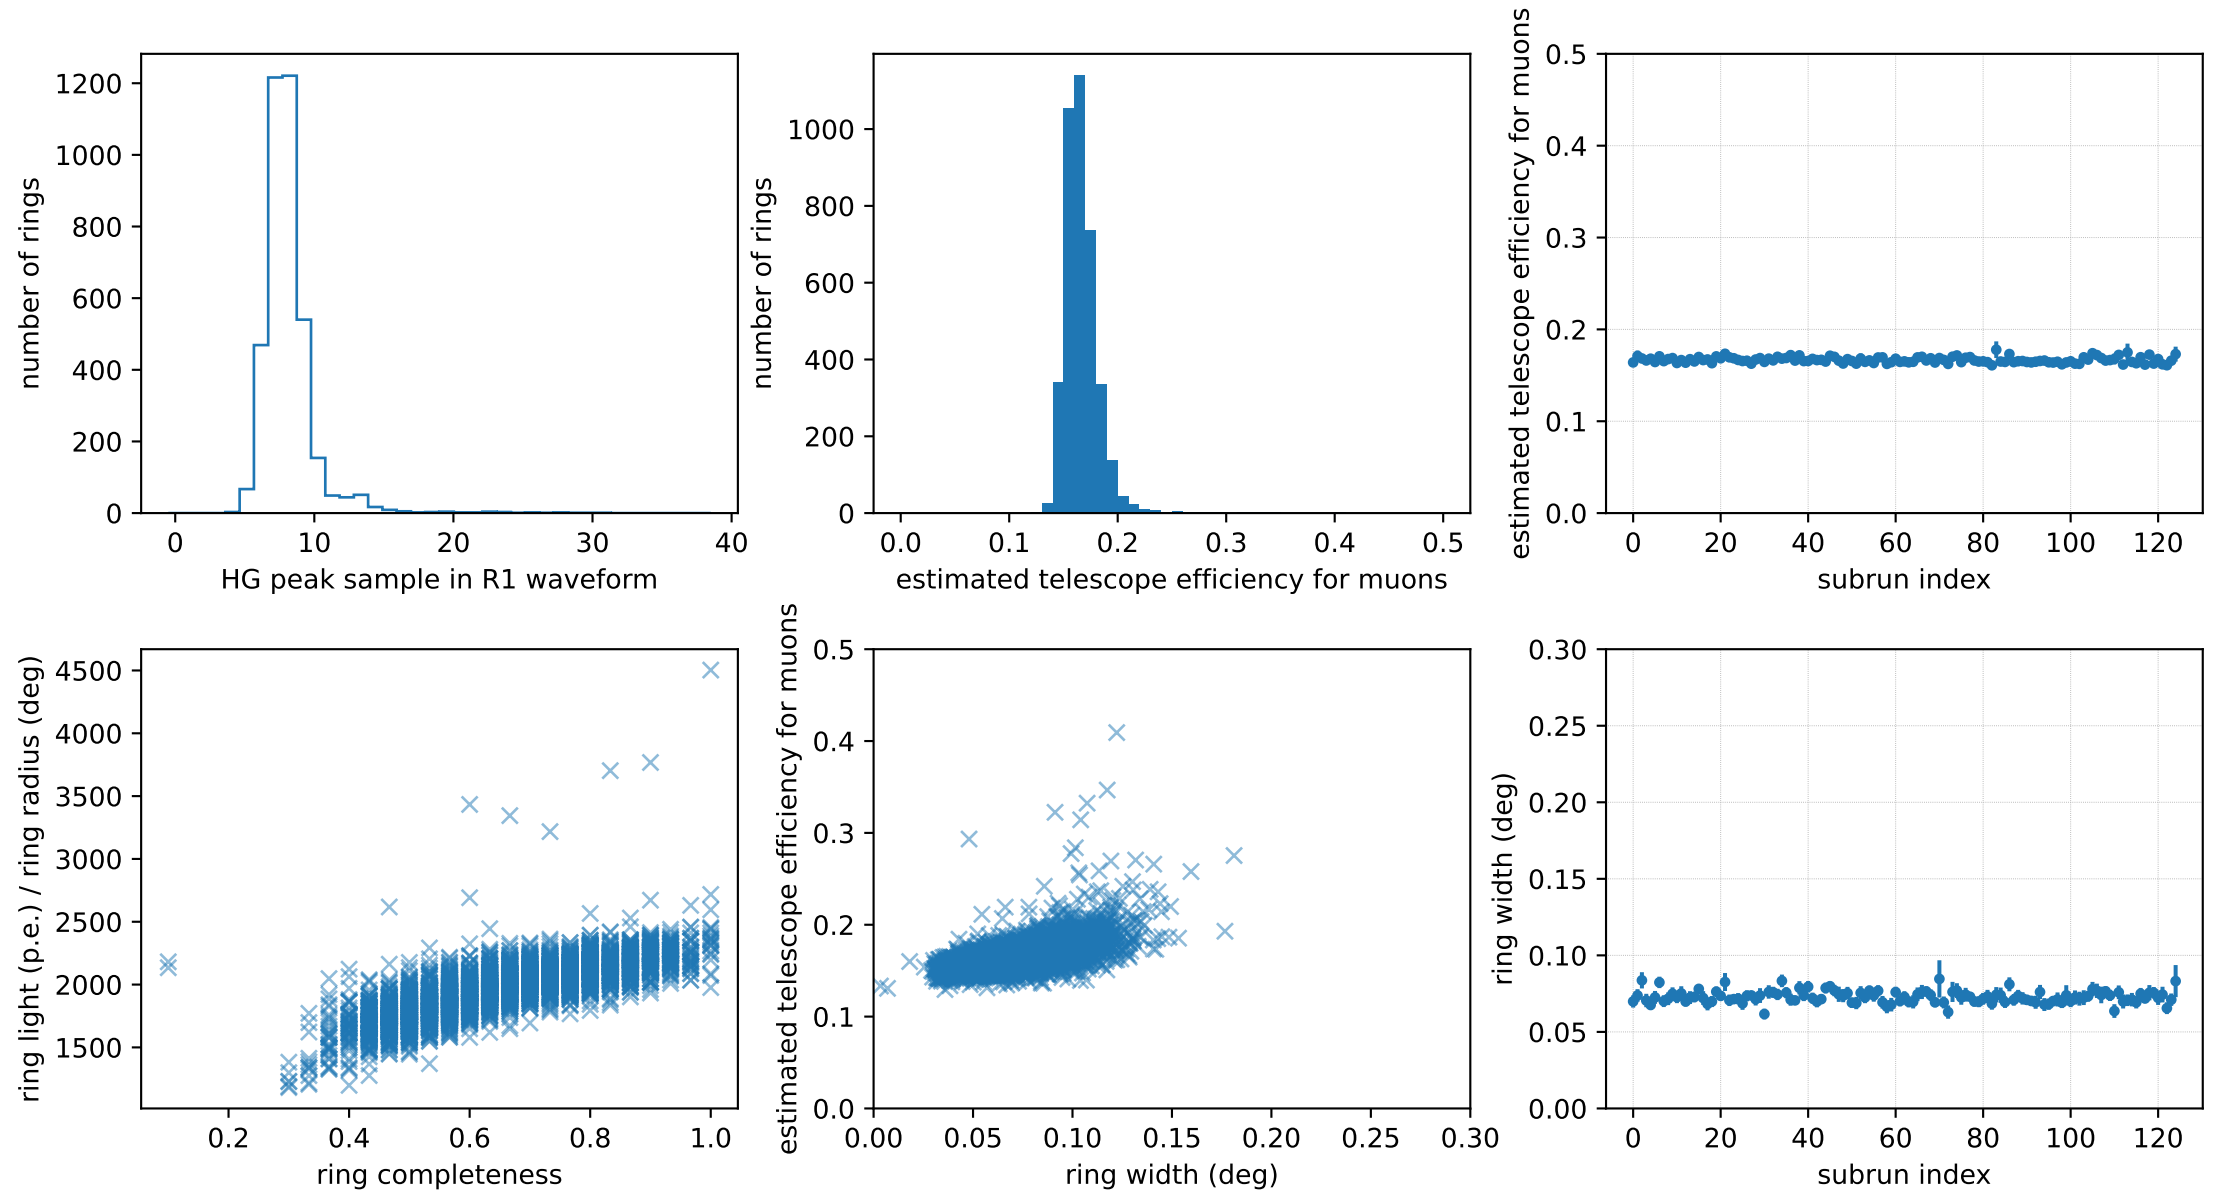 number of rings
1200
1000
800
600
400
200
0
0 10 20 30 40
HG peak sample in R1 waveform
number of rings
1000
800
600
400
200
0
0.0 0.1 0.2 0.3 0.4 0.5
estimated telescope efficiency for muons
estimated telescope efficiency for muons
0.5
0.4
0.3
0.2
0.1
0.0
0 20 40 60 80 100 120
subrun index
ring light (p.e.) / ring radius (deg)
4500
4000
3500
3000
2500
2000
1500
0.2 0.4 0.6 0.8 1.0
ring completeness
estimated telescope efficiency for muons
0.5
0.4
0.3
0.2
0.1
0.0
0.00 0.05 0.10 0.15 0.20 0.25 0.30
ring width (deg)
ring width (deg)
0.30
0.25
0.20
0.15
0.10
0.05
0.00
0 20 40 60 80 100 120
subrun index